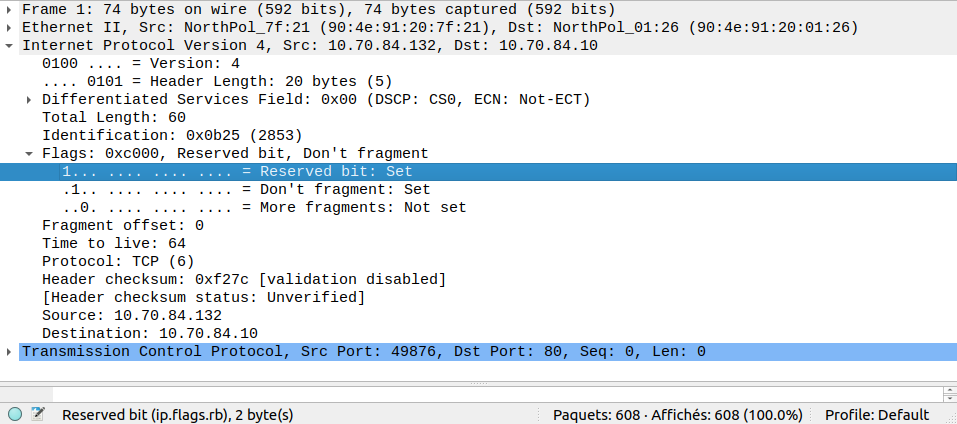 Frame 1: 74 bytes on wire (592 bits), 74 bytes captured (592 bits)
Ethernet II, Src: NorthPol_7f:21 (90:4e:91:20:7f:21), Dst: NorthPol_01:26 (90:4e:91:20:01:26)
Internet Protocol Version 4, Src: 10.70.84.132, Dst: 10.70.84.10
0100 .... = Version: 4
.... 0101 = Header Length: 20 bytes (5)
Differentiated Services Field: 0x00 (DSCP: CS0, ECN: Not-ECT)
Total Length: 60
Identification: 0x0b25 (2853)
Flags: 0xc000, Reserved bit, Don't fragment
1... .... .... .... = Reserved bit: Set
.1.. .... .... .... = Don't fragment: Set
..0. .... .... .... = More fragments: Not set
Fragment offset: 0
Time to live: 64
Protocol: TCP (6)
Header checksum: 0xf27c [validation disabled]
[Header checksum status: Unverified]
Source: 10.70.84.132
Destination: 10.70.84.10
Transmission Control Protocol, Src Port: 49876, Dst Port: 80, Seq: 0, Len: 0
Reserved bit (ip.flags.rb), 2 byte(s) Paquets: 608 · Affichés: 608 (100.0%) Profile: Default